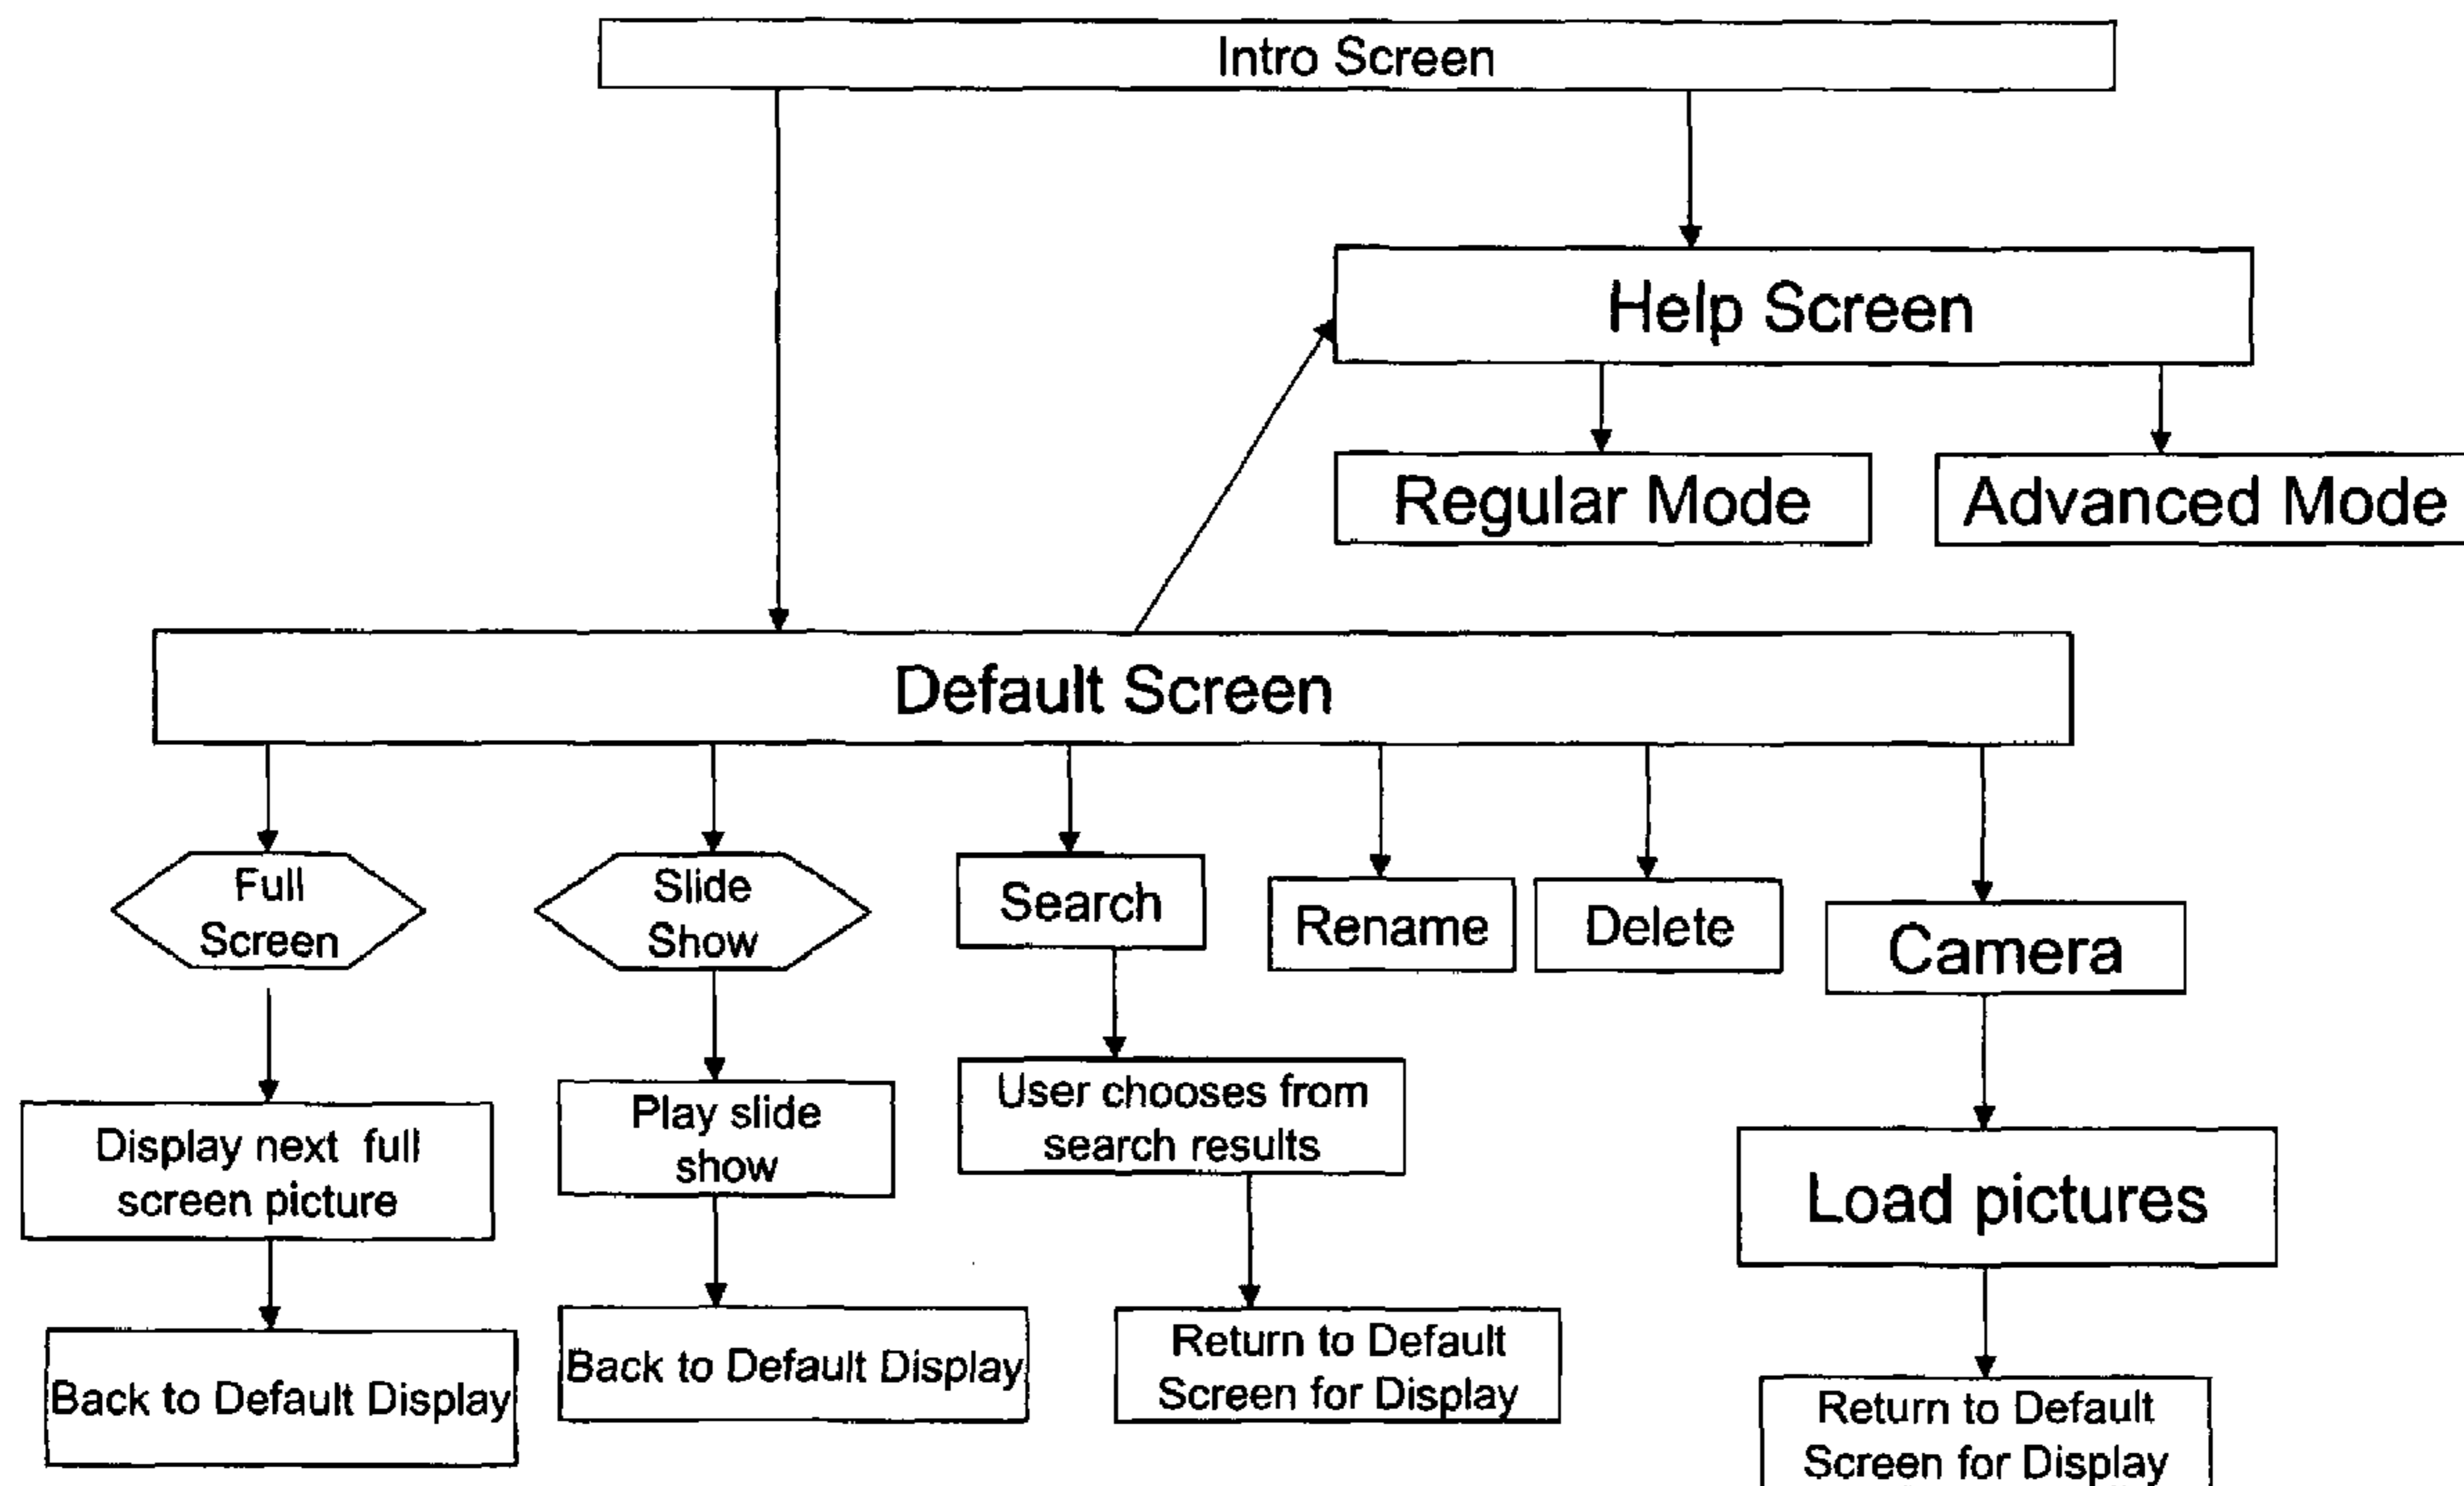 Intro Screen
Help Screen
Regular Mode
Advanced Mode
Default Screen
Full
Screen
Slide
Show
Search
Rename
Delete
Camera
Display next full
screen picture
Play slide
show
User chooses from
search results
Load pictures
Back to Default Display
Back to Default Display
Return to Default
Screen for Display
Return to Default
Screen for Display